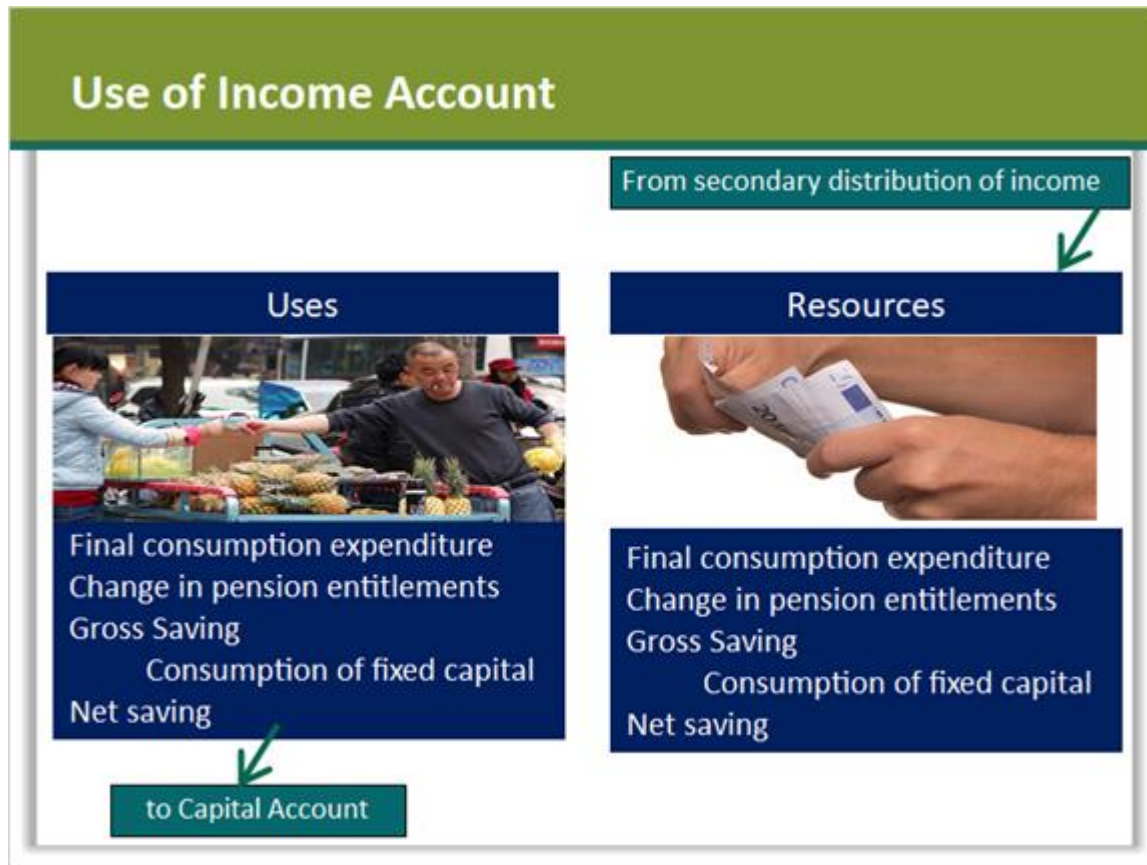 Use of Income Account
From secondary distribution of income
Uses
Resources
20
Final consumption expenditure
Change in pension entitlements
Gross Saving
Consumption of fixed capital
Net saving
Final consumption expenditure
Change in pension entitlements
Gross Saving
Consumption of fixed capital
Net saving
to Capital Account